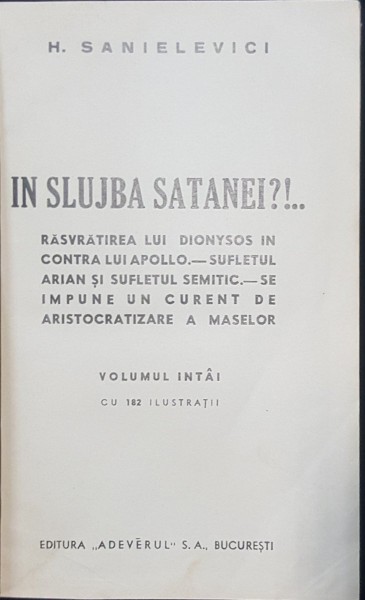 H. SANIELEVICI
IN SLUJBA SATANEI?!..
RĂSVRĂTIREA LUI DIONYSOS IN
CONTRA LUI APOLLO.—SUFLETUL
ARIAN ȘI SUFLETUL SEMITIC.—SE
IMPUNE UN CURENT DE
ARISTOCRATIZARE A MASELOR
VOLUMUL INTÂI
CU 182 ILUSTRAȚII
EDITURA „ADEVĔRUL" S. A., BUCUREȘTI